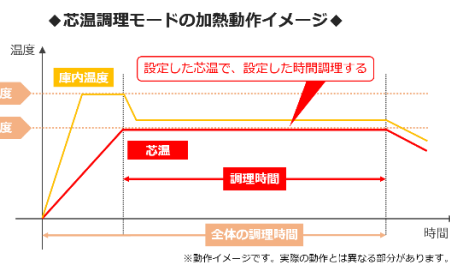 ◆芯温調理モードの加熱動作イメージ◆
温度
設定した芯温で、設定した時間調理する
庫内温度
度
度
芯温
調理時間
全体の調理時間
時間
※動作イメージです。実際の動作とは異なる部分があります。